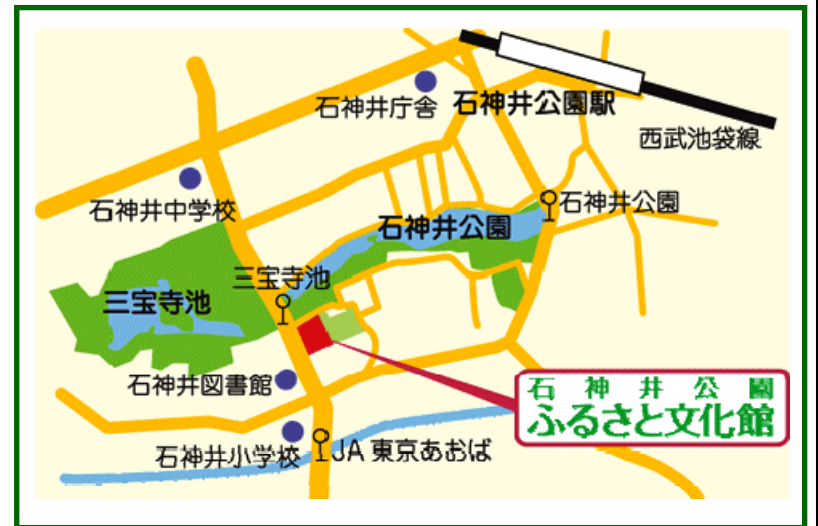 石神井庁舎
石神井公園駅
西武池袋線
石神井中学校
石神井公園
石神井公園
三宝寺池
三宝寺池
石神井図書館
石神井公園
ふるさと文化館
石神井小学校
JA東京あおば